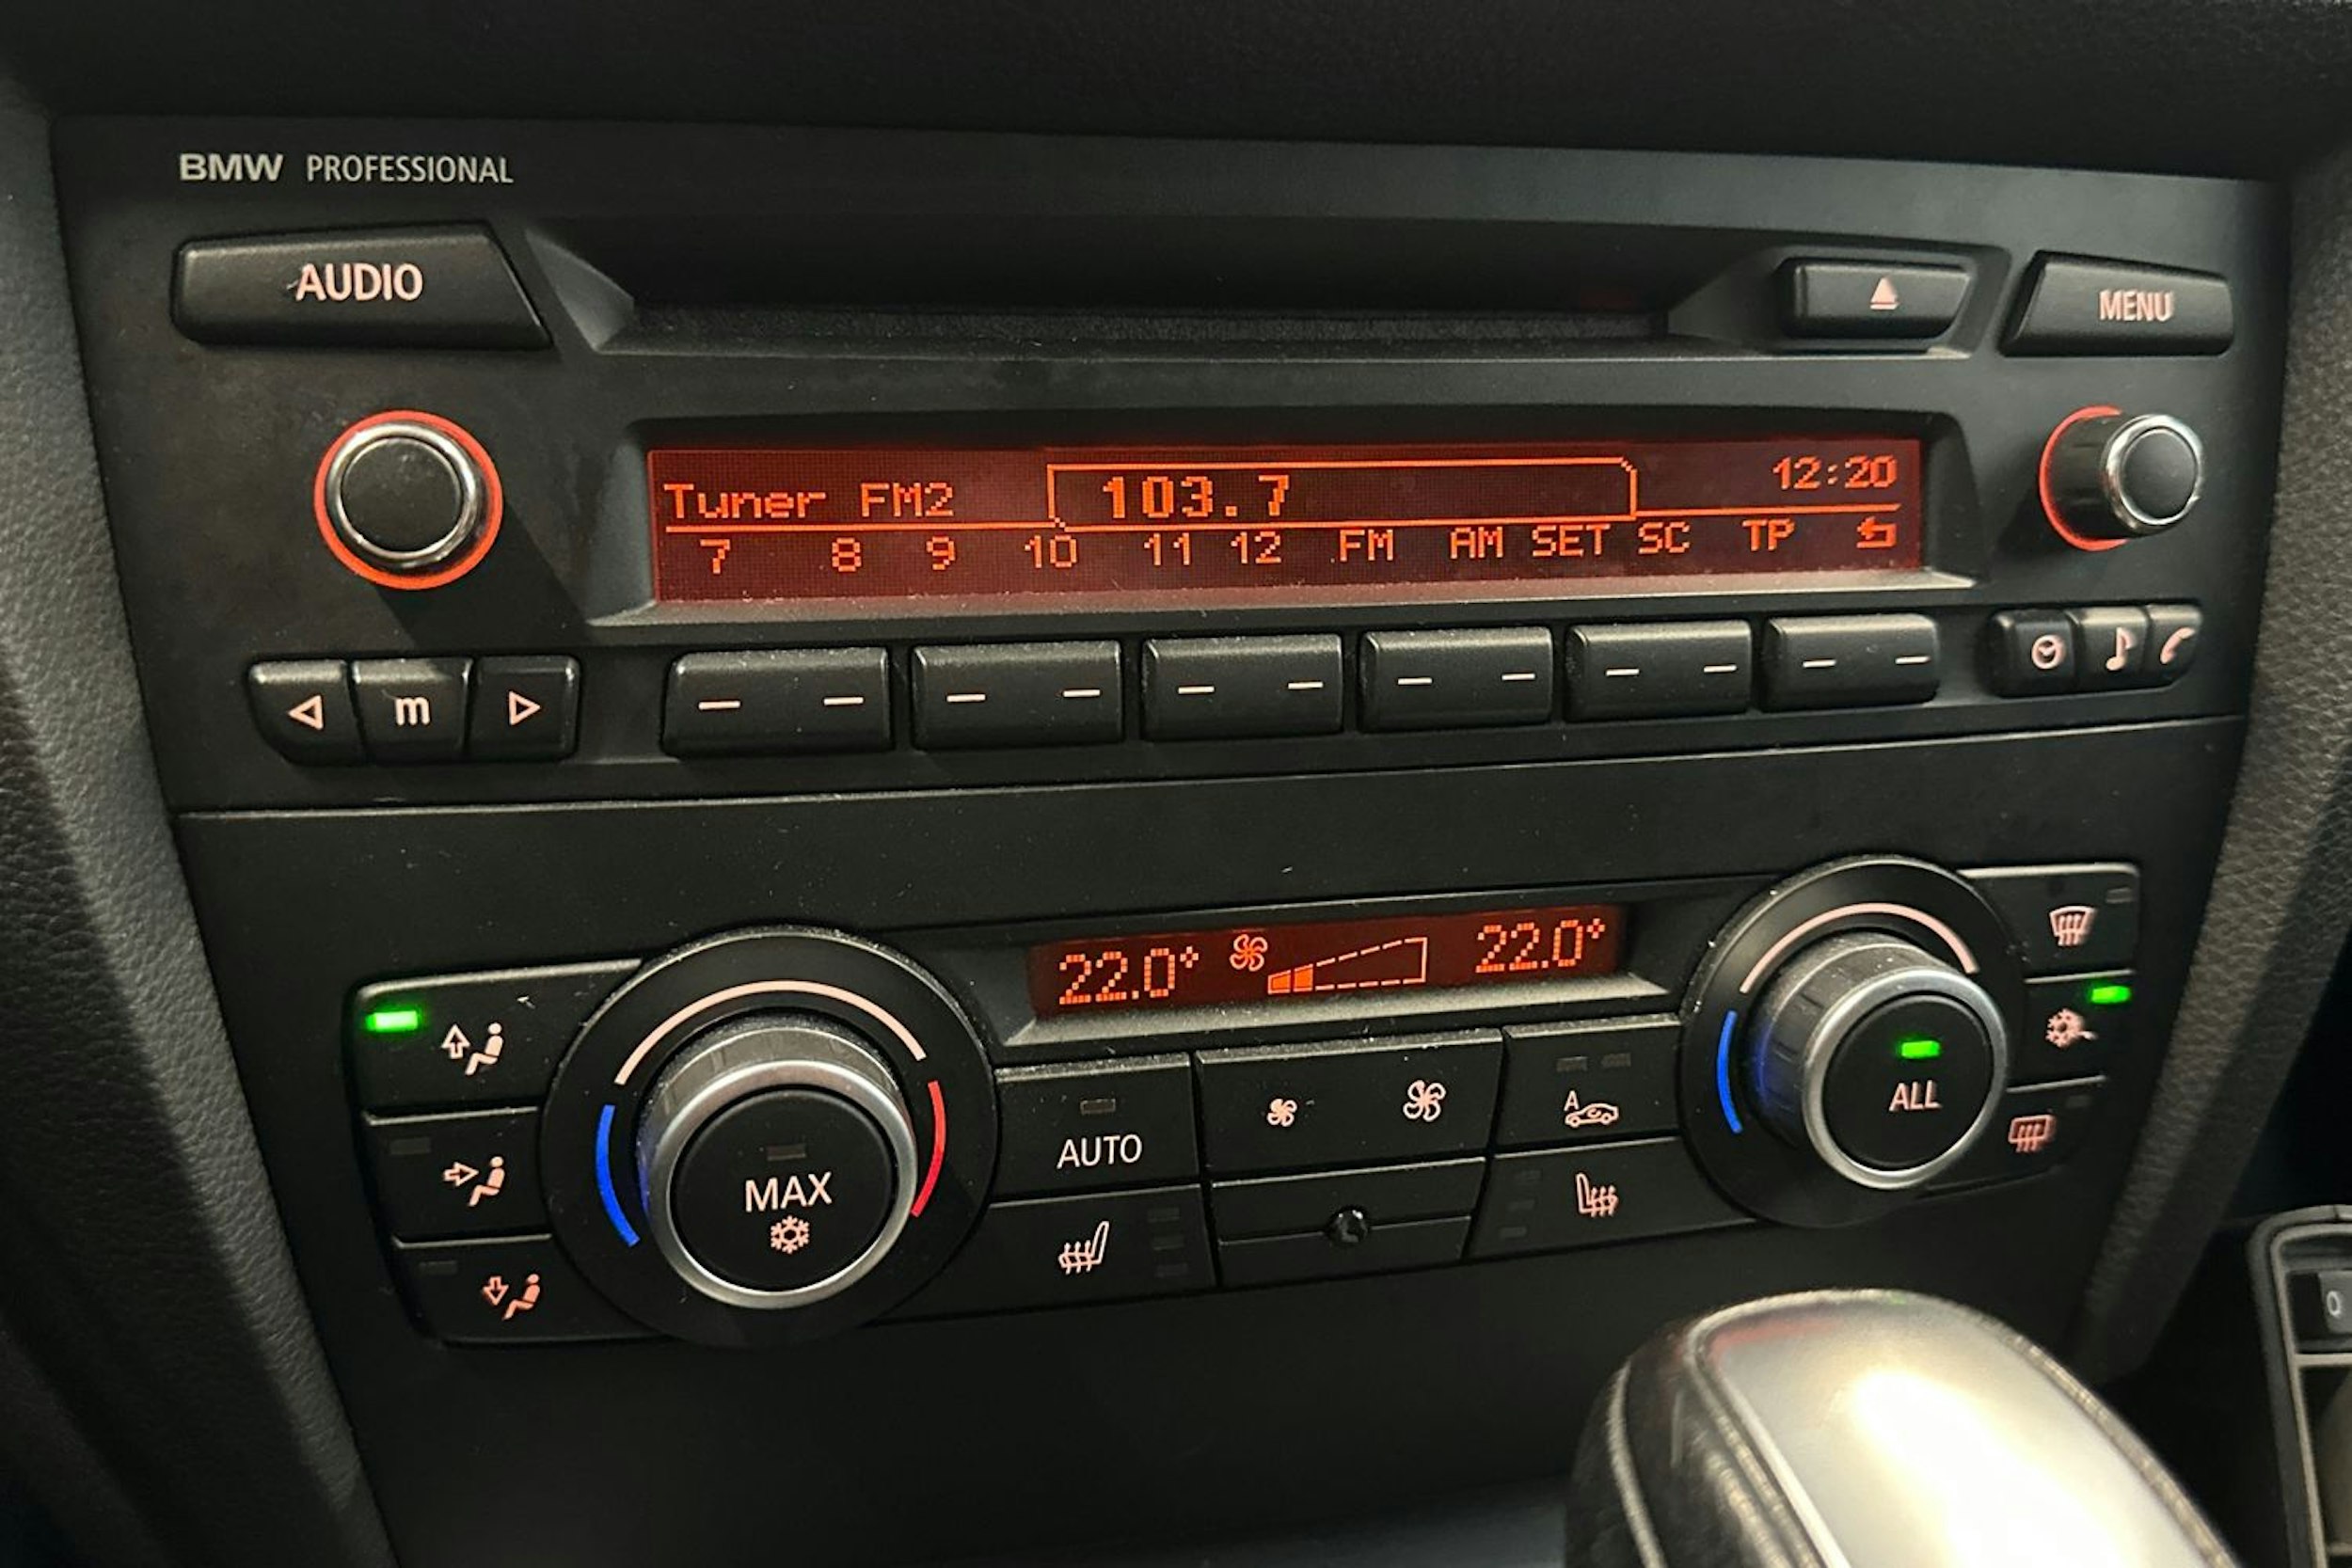 BMW PROFESSIONAL
AUDIO
MENU
Tuner FM2 103.7 12:20
7 8 9 10 11 12 FM AM SET SC TP
m
22.0° 22.0°
MAX
AUTO
A
ALL
0